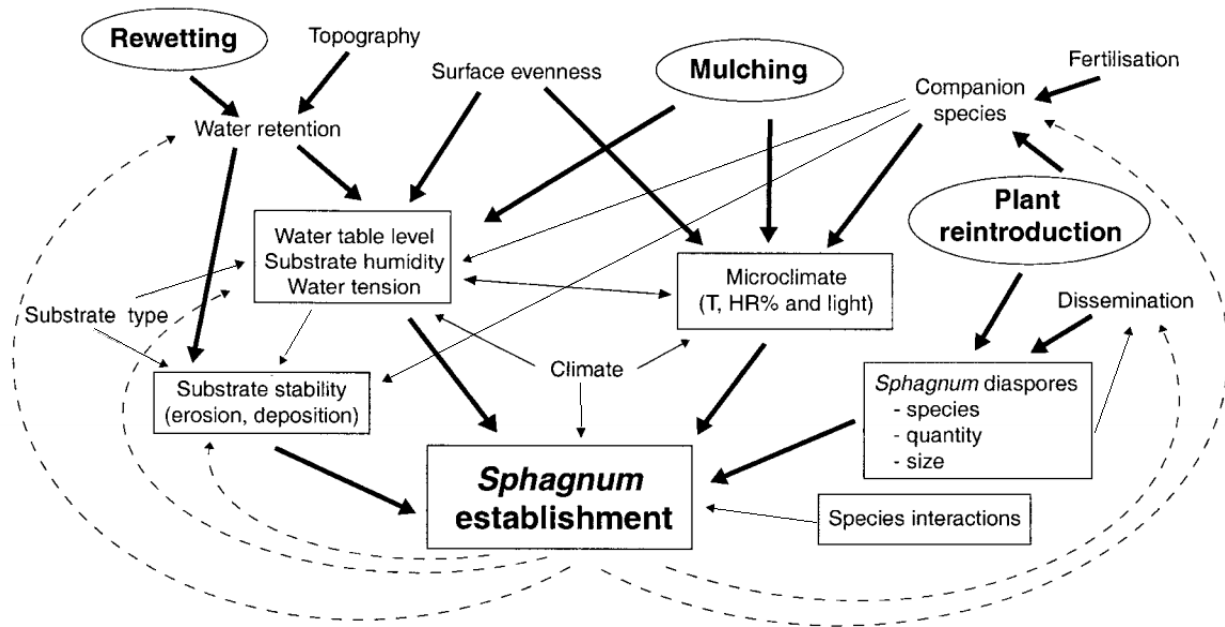 Rewetting
Topography
Surface evenness
Mulching
Fertilisation
Companion
species
Water retention
Plant
reintroduction
Water table level
Substrate humidity
Water tension
Microclimate
(T, HR% and light)
Substrate type
Dissemination
Climate
Substrate stability
(erosion, deposition)
Sphagnum diaspores
- species
- quantity
- size
Sphagnum
establishment
Species interactions